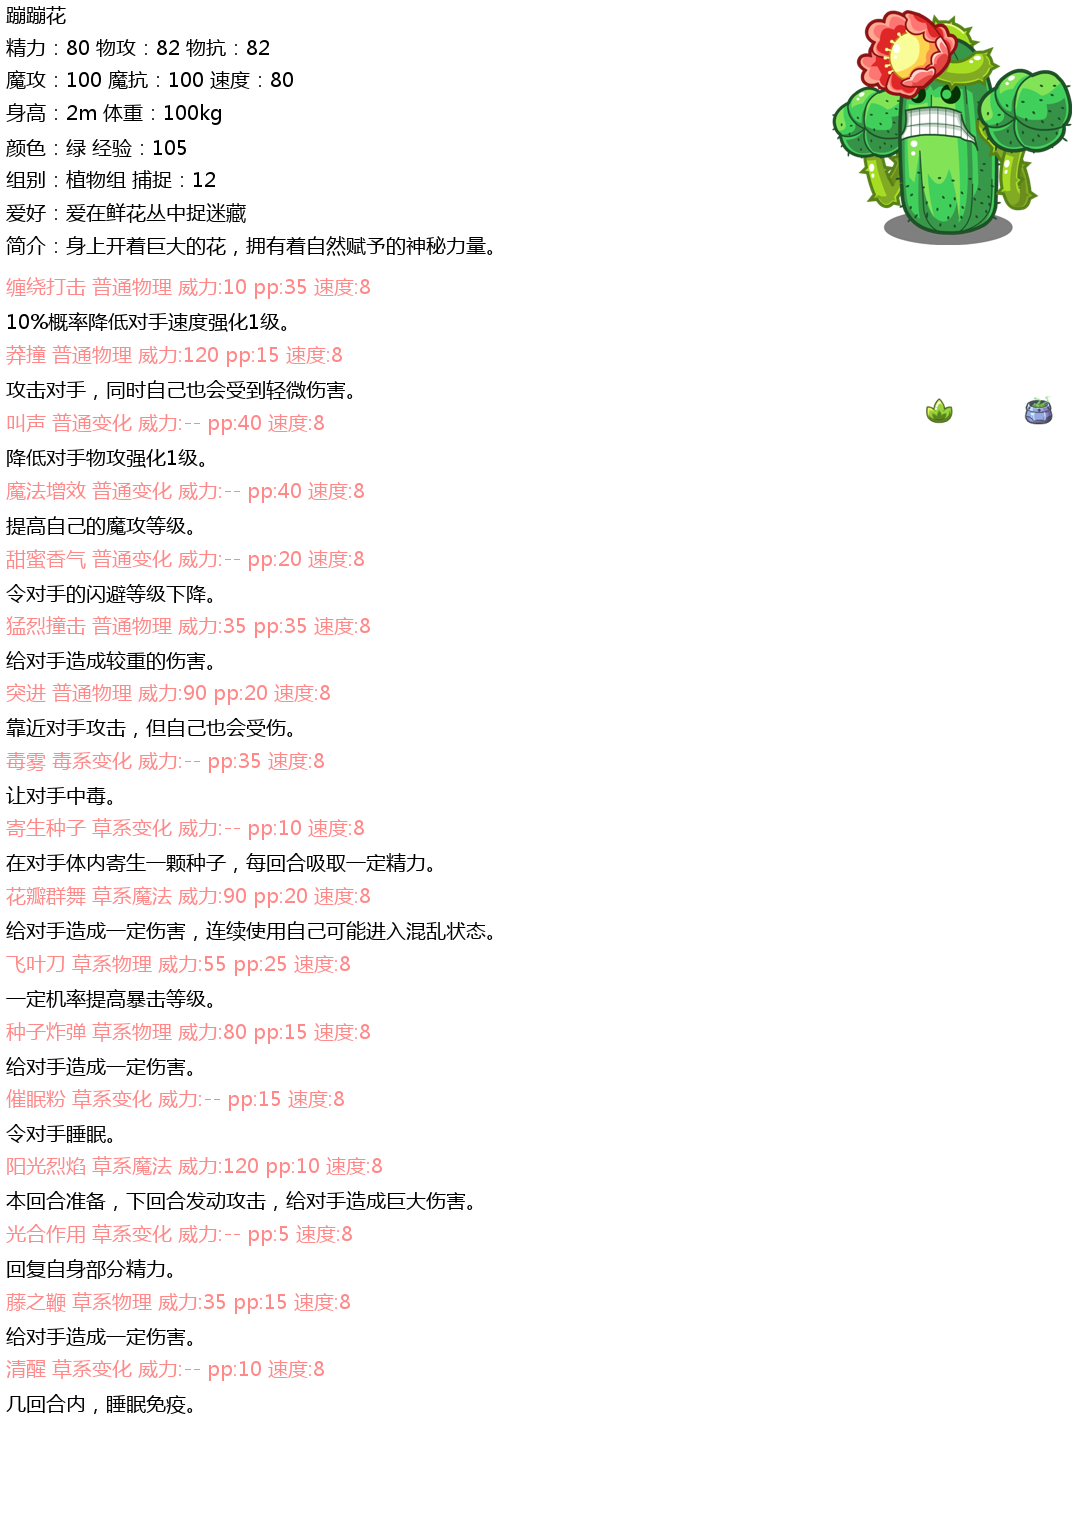 蹦蹦花
精力：80 物攻：82 物抗：82
魔攻：100 魔抗：100 速度：80
身高：2m 体重：100kg
颜色：绿 经验：105
组别：植物组 捕捉：12
爱好：爱在鲜花丛中捉迷藏
简介：身上开着巨大的花，拥有着自然赋予的神秘力量。
缠绕打击 普通物理 威力:10 pp:35 速度:8
10%概率降低对手速度强化1级。
莽撞 普通物理 威力:120 pp:15 速度:8
攻击对手，同时自己也会受到轻微伤害。
叫声 普通变化 威力:-- pp:40 速度:8
降低对手物攻强化1级。
魔法增效 普通变化 威力:-- pp:40 速度:8
提高自己的魔攻等级。
甜蜜香气 普通变化 威力:-- pp:20 速度:8
令对手的闪避等级下降。
猛烈撞击 普通物理 威力:35 pp:35 速度:8
给对手造成较重的伤害。
突进 普通物理 威力:90 pp:20 速度:8
靠近对手攻击，但自己也会受伤。
毒雾 毒系变化 威力:-- pp:35 速度:8
让对手中毒。
寄生种子 草系变化 威力:-- pp:10 速度:8
在对手体内寄生一颗种子，每回合吸取一定精力。
花瓣群舞 草系魔法 威力:90 pp:20 速度:8
给对手造成一定伤害，连续使用自己可能进入混乱状态。
飞叶刀 草系物理 威力:55 pp:25 速度:8
一定机率提高暴击等级。
种子炸弹 草系物理 威力:80 pp:15 速度:8
给对手造成一定伤害。
催眠粉 草系变化 威力:-- pp:15 速度:8
令对手睡眠。
阳光烈焰 草系魔法 威力:120 pp:10 速度:8
本回合准备，下回合发动攻击，给对手造成巨大伤害。
光合作用 草系变化 威力:-- pp:5 速度:8
回复自身部分精力。
藤之鞭 草系物理 威力:35 pp:15 速度:8
给对手造成一定伤害。
清醒 草系变化 威力:-- pp:10 速度:8
几回合内，睡眠免疫。